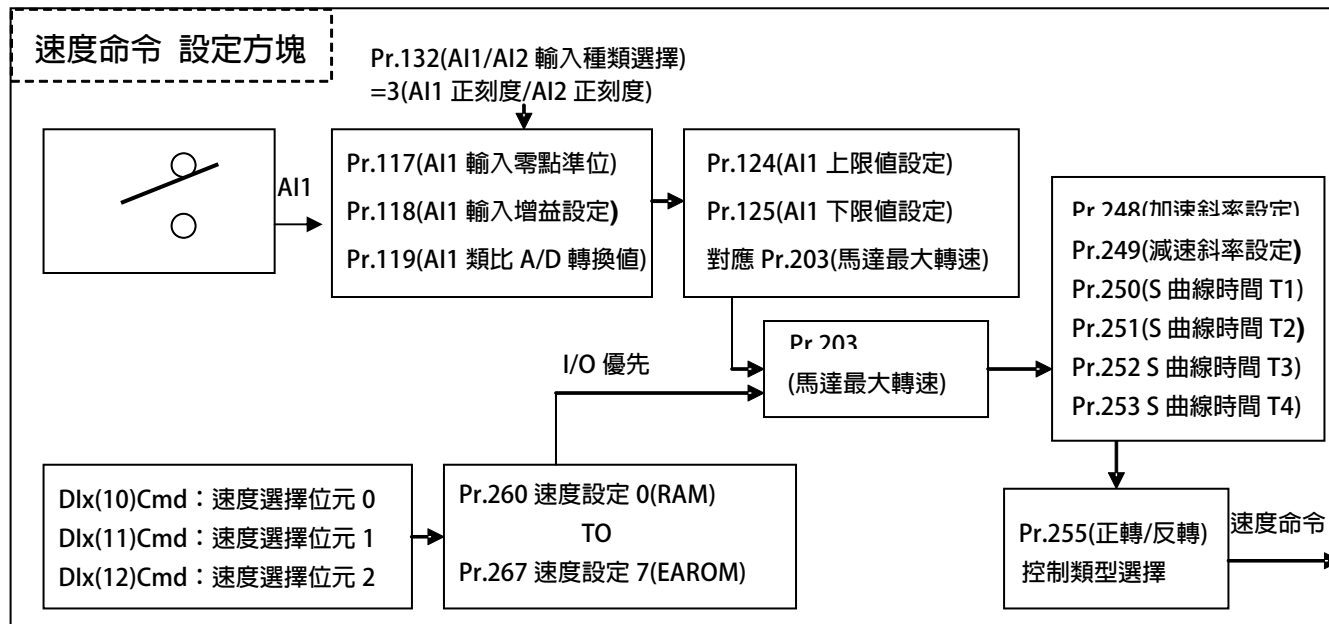 速度命令 設定方塊
Pr.132(AI1/AI2 輸入種類選擇)
=3(AI1 正刻度/AI2 正刻度)
AI1
Pr.117(AI1 輸入零點準位)
Pr.118(AI1 輸入增益設定)
Pr.119(AI1 類比 A/D 轉換值)
Pr.124(AI1 上限值設定)
Pr.125(AI1 下限值設定)
對應 Pr.203(馬達最大轉速)
Pr.248(加速斜率設定)
Pr.249(減速斜率設定)
Pr.250(S 曲線時間 T1)
Pr.251(S 曲線時間 T2)
Pr.252 S 曲線時間 T3)
Pr.253 S 曲線時間 T4)
I/O 優先
Pr.203
(馬達最大轉速)
DIx(10)Cmd：速度選擇位元 0
DIx(11)Cmd：速度選擇位元 1
DIx(12)Cmd：速度選擇位元 2
Pr.260 速度設定 0(RAM)
TO
Pr.267 速度設定 7(EAROM)
Pr.255(正轉/反轉)
控制類型選擇
速度命令